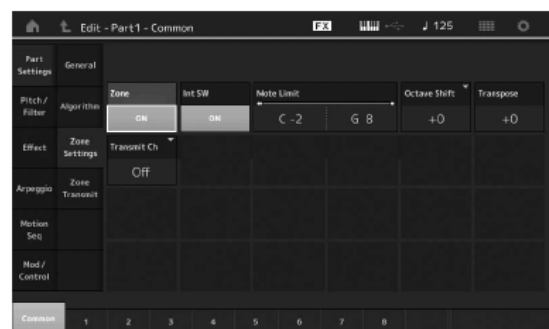 Edit - Part1 - Common
FX
♩ 125
Part Settings
General
Zone
Int SW
Note Limit
Octave Shift
Transpose
Pitch / Filter
Algorithm
ON
ON
C -2
G 8
+0
+0
Effect
Zone Settings
Transmit Ch
Off
Arpeggio
Zone Transmit
Motion Seq
Mod / Control
Common
1
2
3
4
5
6
7
8